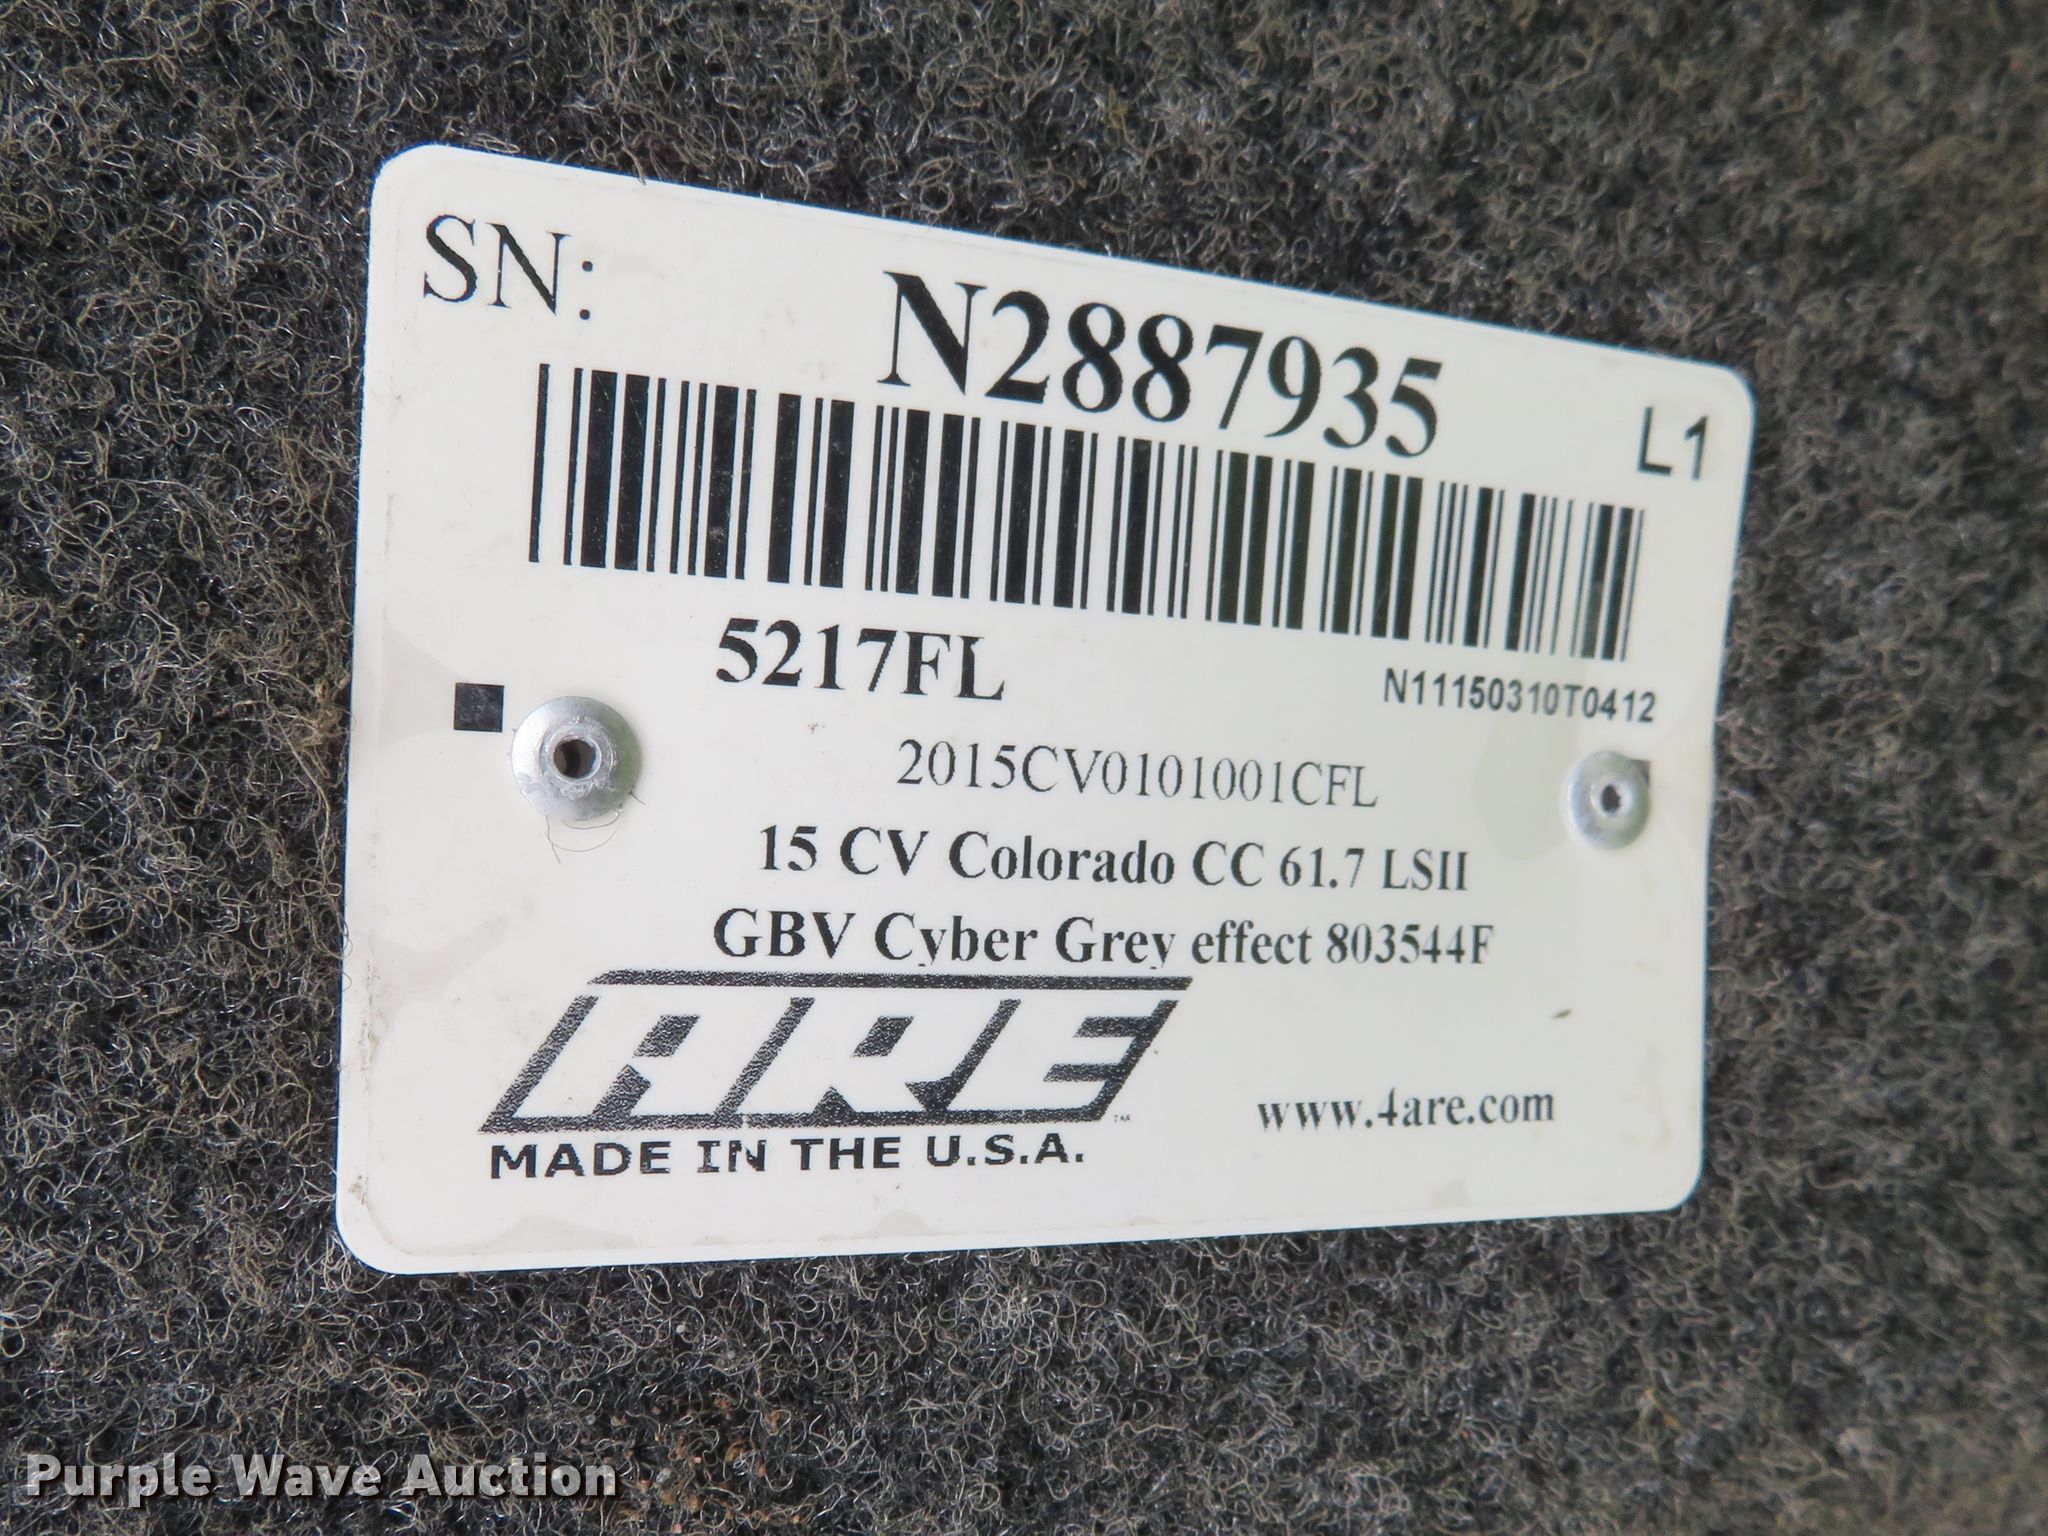 SN:
N2887935
L1
5217FL
N11150310T0412
2015CV0101001CFL
15 CV Colorado CC 61.7 LSII
GBV Cyber Grey effect 803544F
ARE
TM
MADE IN THE U.S.A.
www.4are.com
Purple Wave Auction